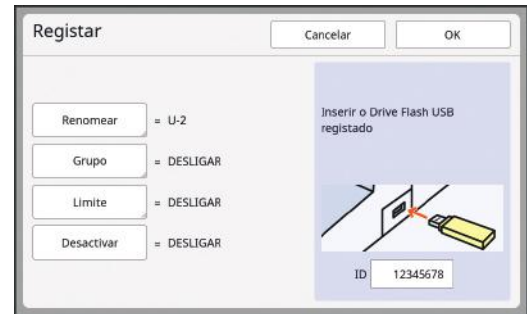 Registar
Cancelar
OK
Renomear = U-2
Grupo = DESLIGAR
Limite = DESLIGAR
Desactivar = DESLIGAR
Inserir o Drive Flash USB
registado
ID 12345678